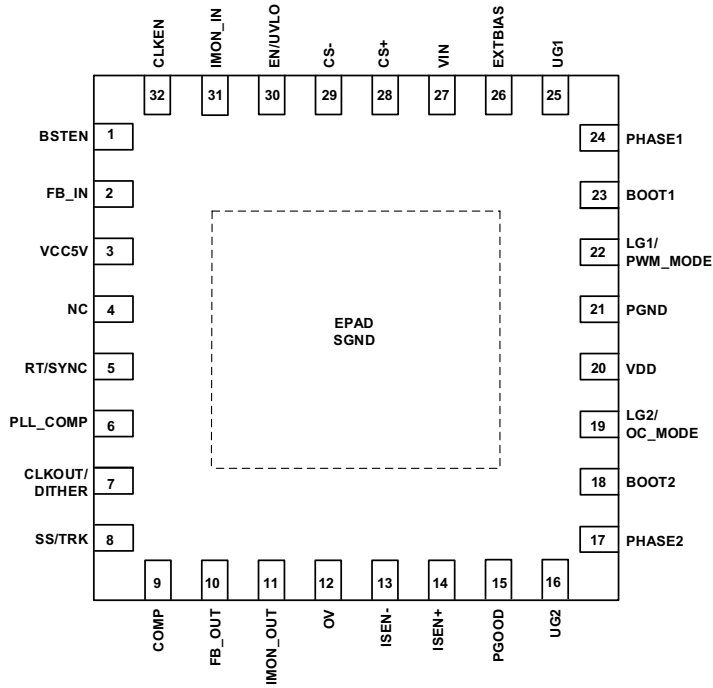 CLKEN
IMON_IN
EN/UVLO
CS-
CS+
VIN
EXTBIAS
UG1
32
31
30
29
28
27
26
25
BSTEN
1
24
PHASE1
FB_IN
2
23
BOOT1
VCC5V
3
22
LG1/
PWM_MODE
NC
4
21
PGND
EPAD
SGND
RT/SYNC
5
20
VDD
PLL_COMP
6
19
LG2/
OC_MODE
CLKOUT/
DITHER
7
18
BOOT2
SS/TRK
8
17
PHASE2
9
10
11
12
13
14
15
16
COMP
FB_OUT
IMON_OUT
OV
ISEN-
ISEN+
PGOOD
UG2